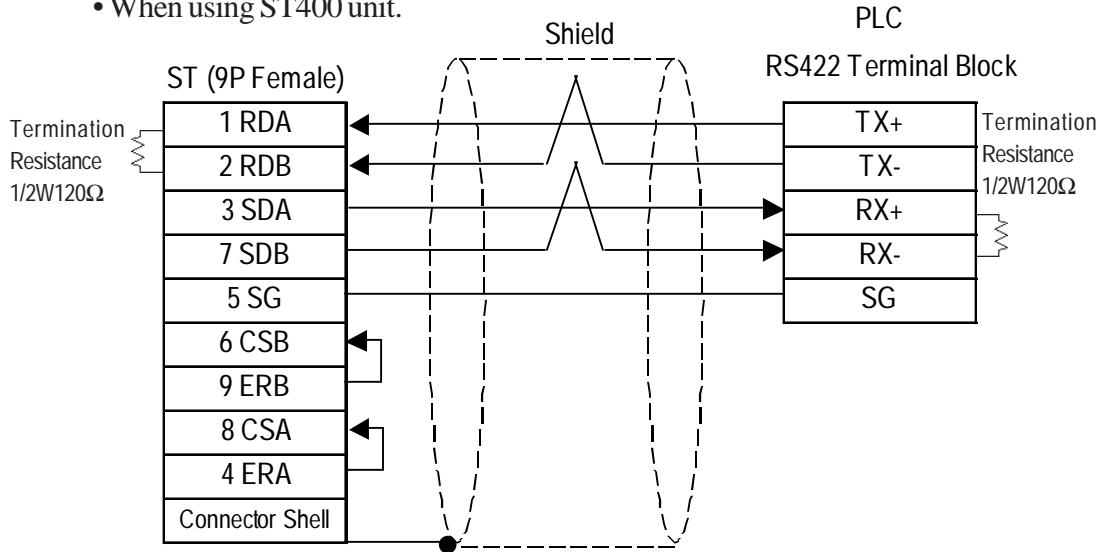 • When using ST400 unit.
PLC
Shield
ST (9P Female)
RS422 Terminal Block
Termination
Resistance
1/2W120Ω
1 RDA
2 RDB
3 SDA
7 SDB
5 SG
6 CSB
9 ERB
8 CSA
4 ERA
Connector Shell
TX+
TX-
RX+
RX-
SG
Termination
Resistance
1/2W120Ω